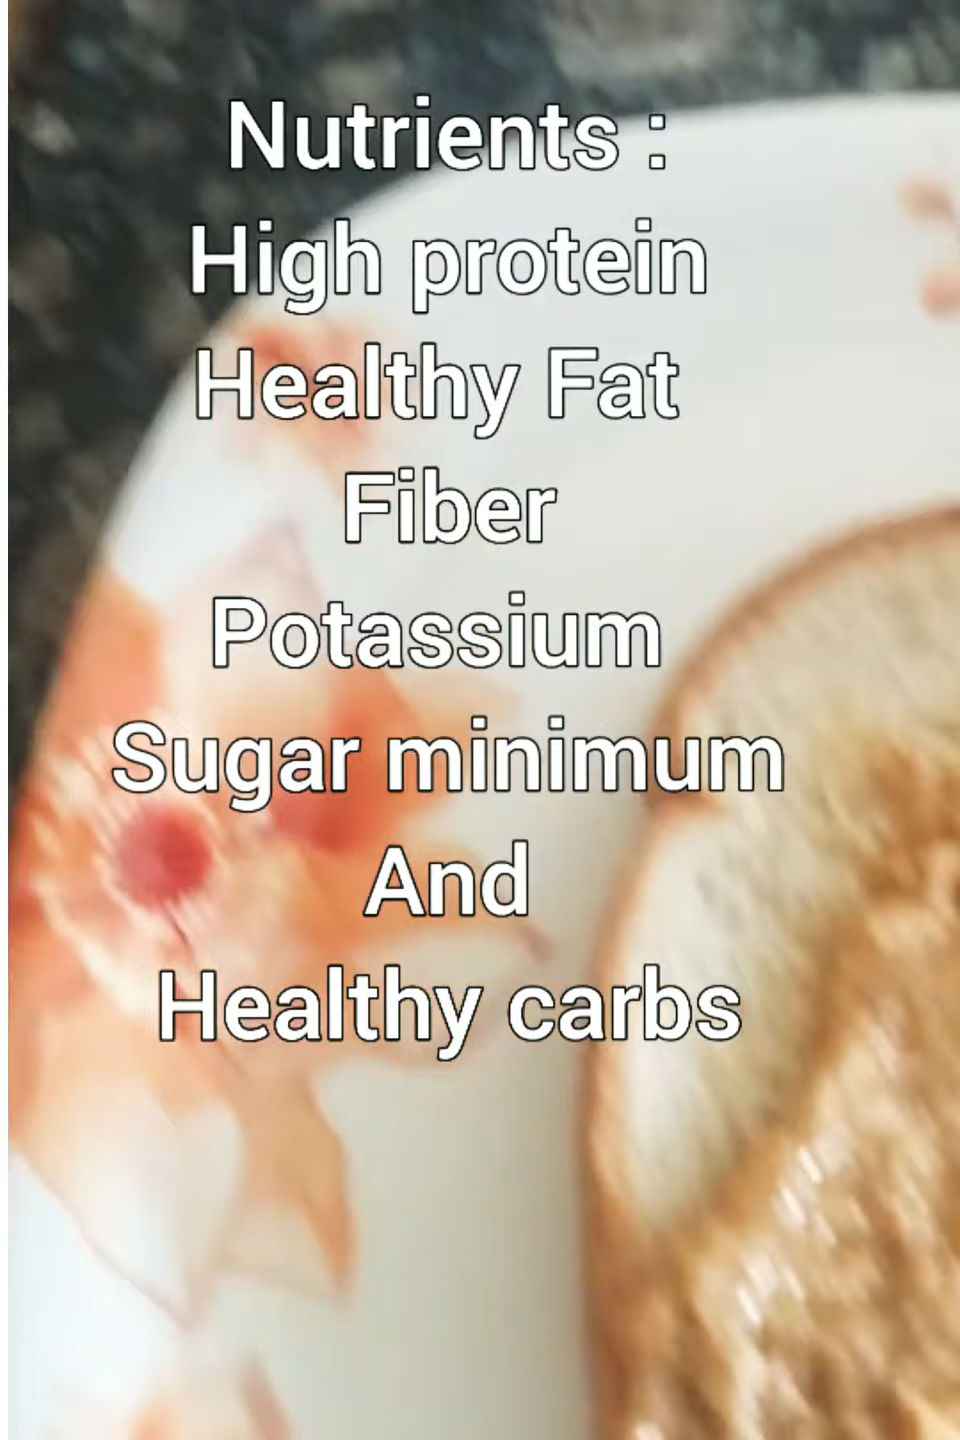 Nutrients :
High protein
Healthy Fat
Fiber
Potassium
Sugar minimum
And
Healthy carbs